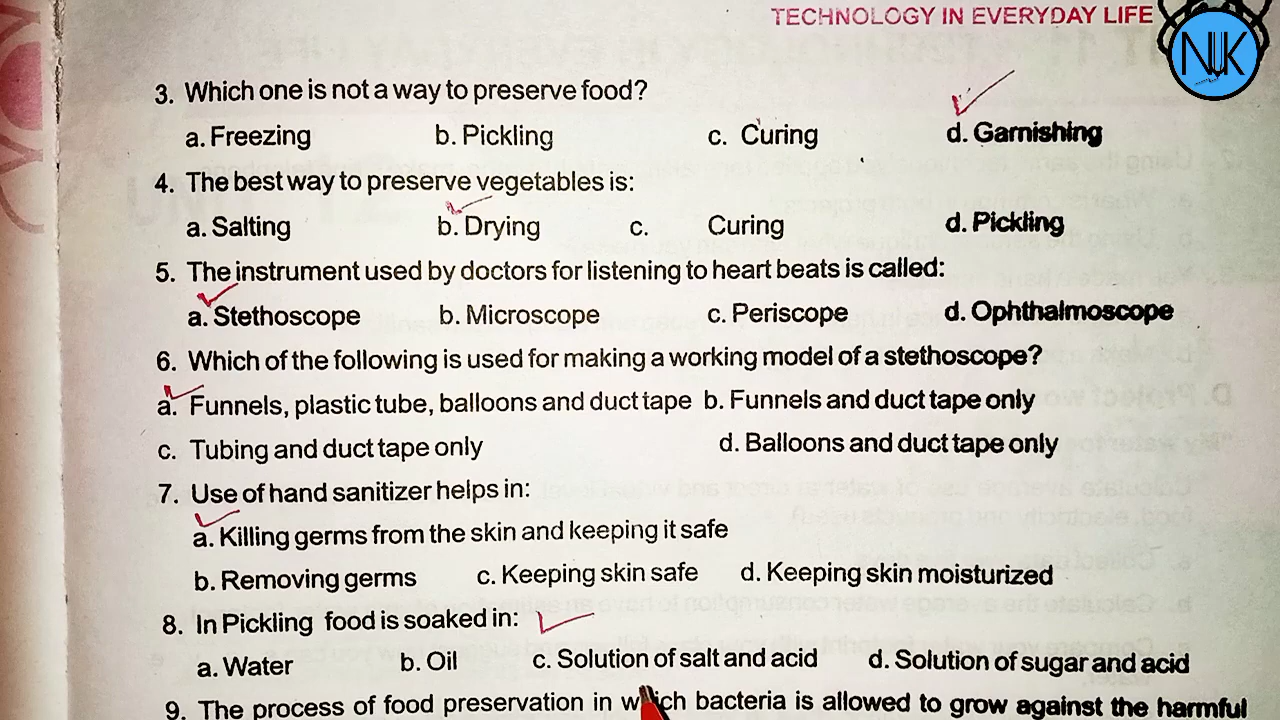 TECHNOLOGY IN EVERYDAY LIFE
NJK
3. Which one is not a way to preserve food?
a. Freezing b. Pickling c. Curing d. Garnishing
4. The best way to preserve vegetables is:
a. Salting b. Drying c. Curing d. Pickling
5. The instrument used by doctors for listening to heart beats is called:
a. Stethoscope b. Microscope c. Periscope d. Ophthalmoscope
6. Which of the following is used for making a working model of a stethoscope?
a. Funnels, plastic tube, balloons and duct tape b. Funnels and duct tape only
c. Tubing and duct tape only d. Balloons and duct tape only
7. Use of hand sanitizer helps in:
a. Killing germs from the skin and keeping it safe
b. Removing germs c. Keeping skin safe d. Keeping skin moisturized
8. In Pickling food is soaked in:
a. Water b. Oil c. Solution of salt and acid d. Solution of sugar and acid
9. The process of food preservation in which bacteria is allowed to grow against the harmful